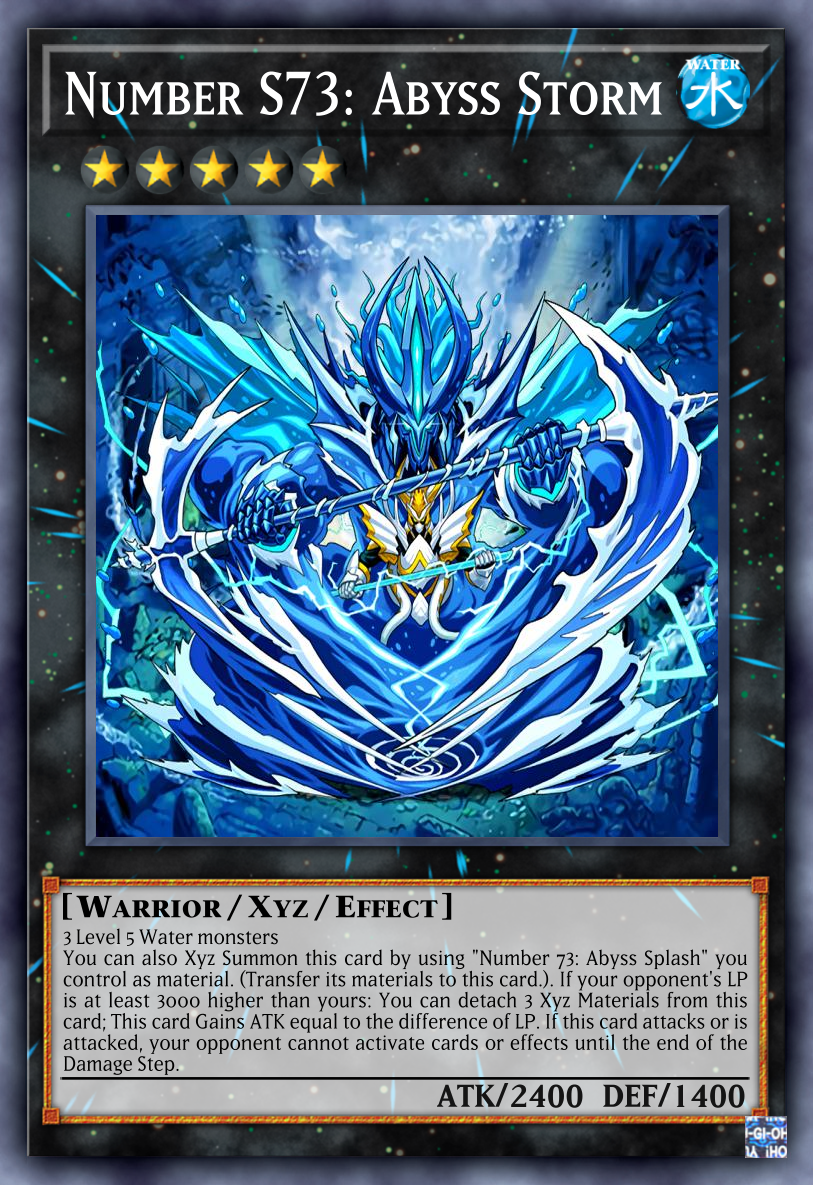 Number S73: Abyss Storm
WATER
水
[Warrior / Xyz / Effect]
3 Level 5 Water monsters
You can also Xyz Summon this card by using "Number 73: Abyss Splash" you
control as material. (Transfer its materials to this card.). If your opponent's LP
is at least 3000 higher than yours: You can detach 3 Xyz Materials from this
card; This card Gains ATK equal to the difference of LP. If this card attacks or is
attacked, your opponent cannot activate cards or effects until the end of the
Damage Step.
ATK/2400 DEF/1400
-GI-OH